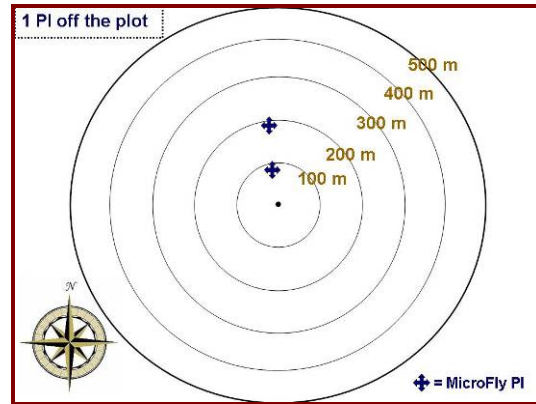 1 PI off the plot
500 m
400 m
300 m
200 m
100 m
N
= MicroFly PI